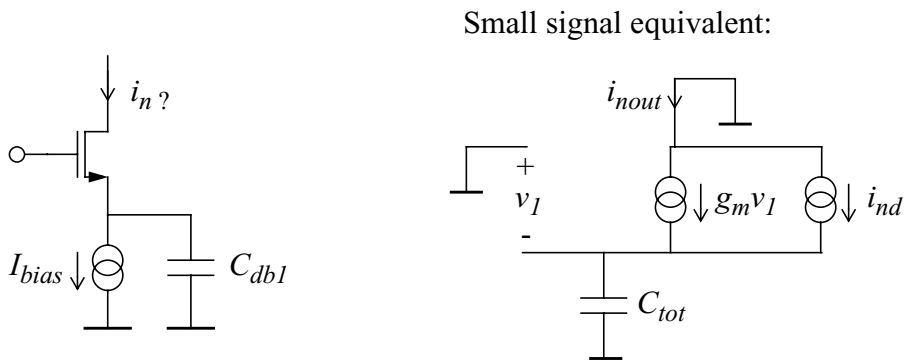 Small signal equivalent:
i_n ?
i_nout
+
v_1
-
g_m v_1
i_nd
I_bias
C_db1
C_tot